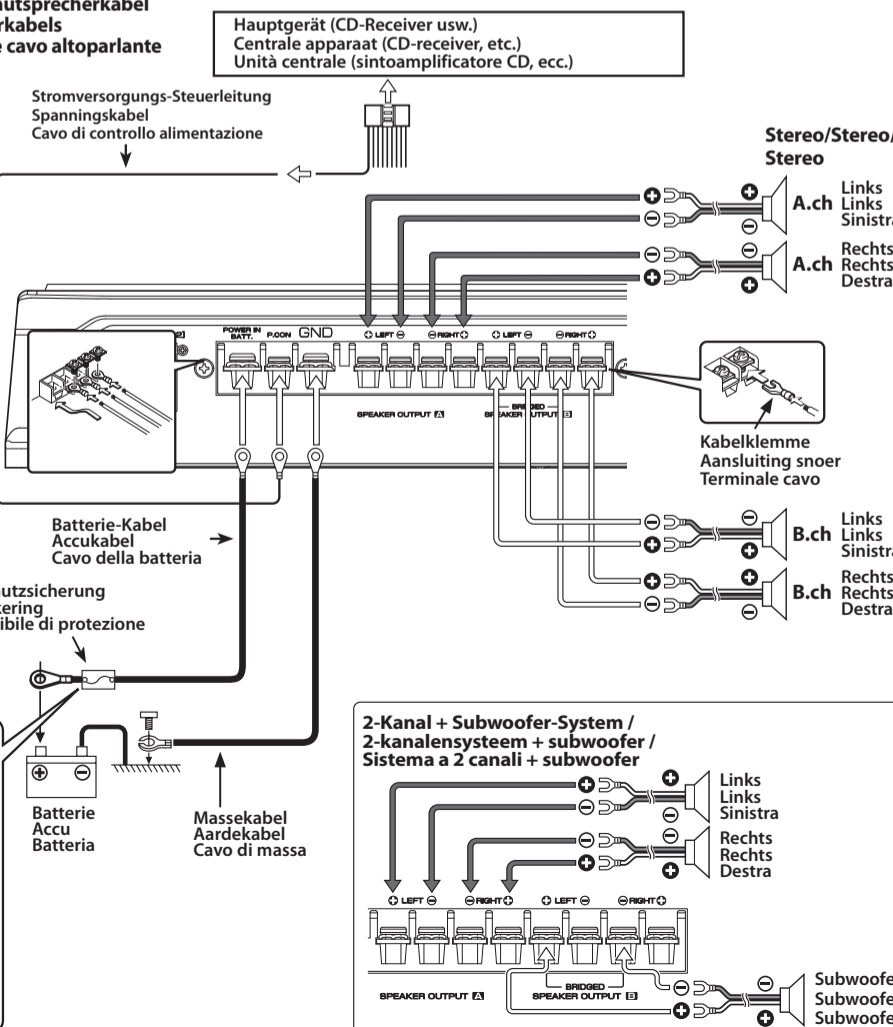 utsprecherkabel
rkabels
e cavo altoparlante
Hauptgerät (CD-Receiver usw.)
Centrale apparaat (CD-receiver, etc.)
Unità centrale (sintoamplificatore CD, ecc.)
Stromversorgungs-Steuerleitung
Spanningskabel
Cavo di controllo alimentazione
Stereo/Stereo/
Stereo
A.ch
Links
Links
Sinistra
A.ch
Rechts
Rechts
Destra
POWER IN
BATT.
P.CON
GND
⊕ LEFT ⊖
⊖ RIGHT ⊕
⊕ LEFT ⊖
⊖ RIGHT ⊕
SPEAKER OUTPUT A
BRIDGED
SPEAKER OUTPUT B
Kabelklemme
Aansluiting snoer
Terminale cavo
Batterie-Kabel
Accukabel
Cavo della batteria
B.ch
Links
Links
Sinistra
B.ch
Rechts
Rechts
Destra
utzsicherung
kering
ibile di protezione
Batterie
Accu
Batteria
Massekabel
Aardekabel
Cavo di massa
2-Kanal + Subwoofer-System /
2-kanalensysteem + subwoofer /
Sistema a 2 canali + subwoofer
Links
Links
Sinistra
Rechts
Rechts
Destra
⊕ LEFT ⊖
⊖ RIGHT ⊕
⊕ LEFT ⊖
⊖ RIGHT ⊕
SPEAKER OUTPUT A
BRIDGED
SPEAKER OUTPUT B
Subwoofe
Subwoofe
Subwoofe